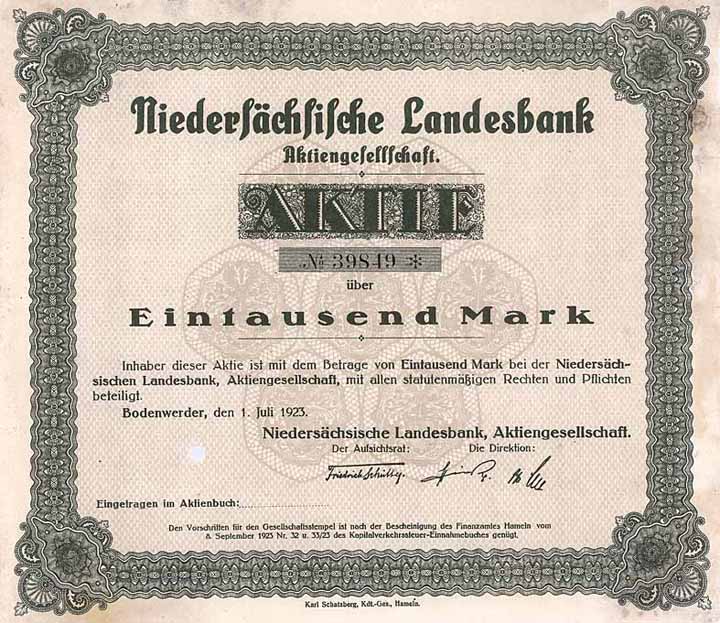 Niedersächsische Landesbank
Aktiengesellschaft.
AKTIE
№ 39849 *
über
Eintausend Mark
Inhaber dieser Aktie ist mit dem Betrage von Eintausend Mark bei der Niedersäch-
sischen Landesbank, Aktiengesellschaft, mit allen statutenmäßigen Rechten und Pflichten
beteiligt.
Bodenwerder, den 1. Juli 1923.
Niedersächsische Landesbank, Aktiengesellschaft.
Der Aufsichtsrat: Die Direktion:
Friedrich
Eingetragen im Aktienbuch:
Den Vorschriften für den Gesellschaftsstempel ist nach der Bescheinigung des Finanzamtes Hameln vom
8. September 1923 Nr. 32 u. 33/23 des Kapitalverkehrssteuer-Einnahmebuches genügt.
Karl Schatzberg, Kdt.-Ges., Hameln.